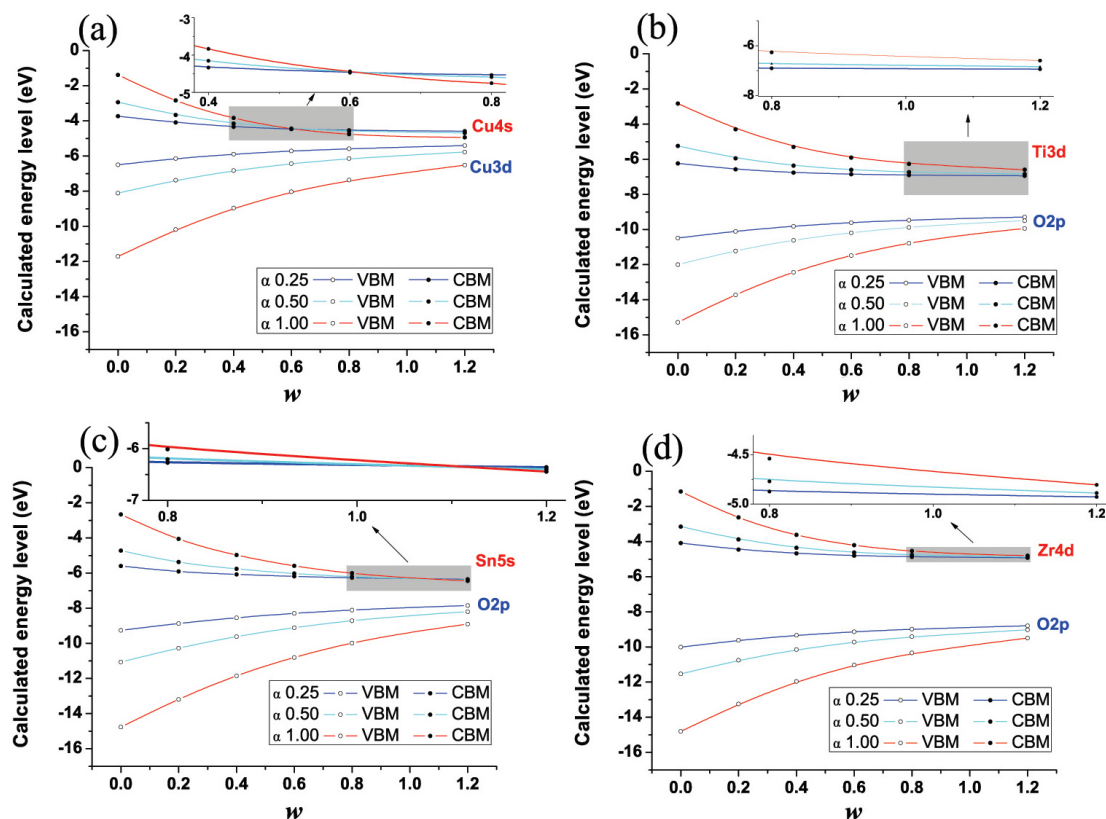 (a)
-3
-4
-5
0.4 0.6 0.8
0
-2
-4
-6
-8
-10
-12
-14
-16
Calculated energy level (eV)
Cu4s
Cu3d
α 0.25 VBM CBM
α 0.50 VBM CBM
α 1.00 VBM CBM
0.0 0.2 0.4 0.6 0.8 1.0 1.2
w
(b)
-6
-8
0.8 1.0 1.2
0
-2
-4
-6
-8
-10
-12
-14
-16
Calculated energy level (eV)
Ti3d
O2p
α 0.25 VBM CBM
α 0.50 VBM CBM
α 1.00 VBM CBM
0.0 0.2 0.4 0.6 0.8 1.0 1.2
w
(c)
-6
-7
0.8 1.0 1.2
0
-2
-4
-6
-8
-10
-12
-14
-16
Calculated energy level (eV)
Sn5s
O2p
α 0.25 VBM CBM
α 0.50 VBM CBM
α 1.00 VBM CBM
0.0 0.2 0.4 0.6 0.8 1.0 1.2
w
(d)
-4.5
-5.0
0.8 1.0 1.2
0
-2
-4
-6
-8
-10
-12
-14
-16
Calculated energy level (eV)
Zr4d
O2p
α 0.25 VBM CBM
α 0.50 VBM CBM
α 1.00 VBM CBM
0.0 0.2 0.4 0.6 0.8 1.0 1.2
w